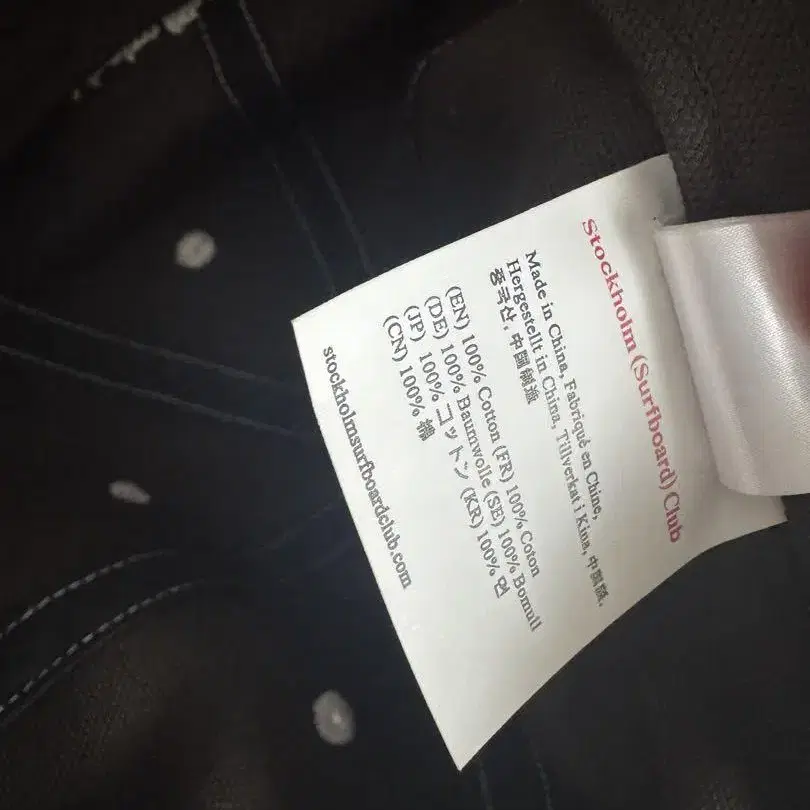 Stockholm (Surfboard) Club
Made in China, Fabriqué en Chine,
Hergestellt in China, Tillverkat i Kina, 中国製,
중국산, 中國製造
(EN) 100% Cotton (FR) 100% Coton
(DE) 100% Baumwolle (SE) 100% Bomull
(JP) 100% コットン (KR) 100% 면
(CN) 100% 棉
stockholmsurfboardclub.com